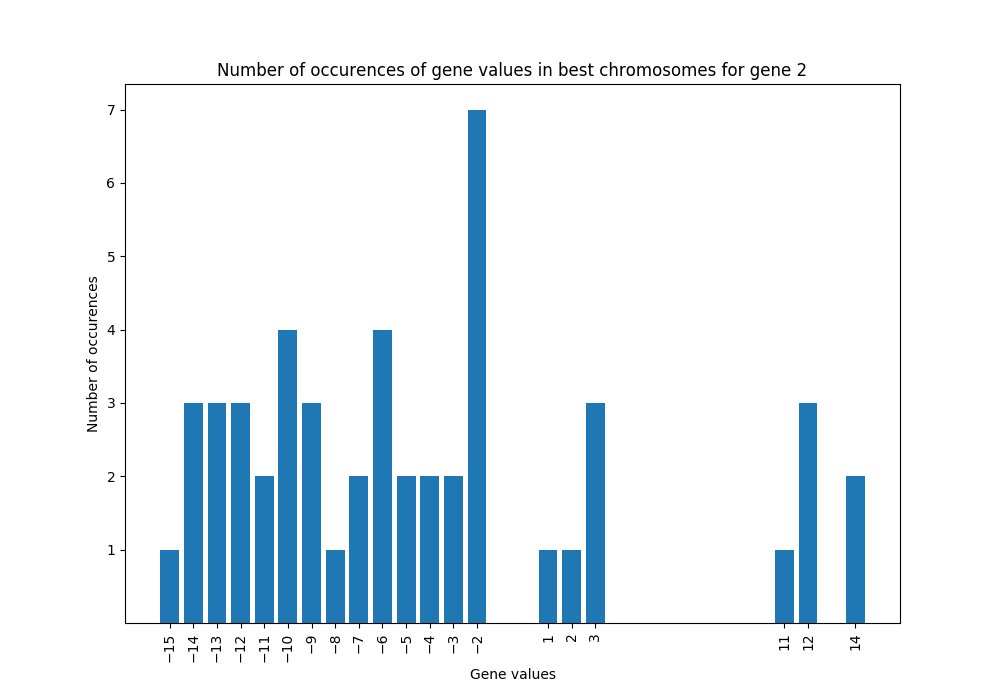 Number of occurences of gene values in best chromosomes for gene 2
Number of occurences
7
6
5
4
3
2
1
−15 −14 −13 −12 −11 −10 −9 −8 −7 −6 −5 −4 −3 −2 1 2 3 11 12 14
Gene values